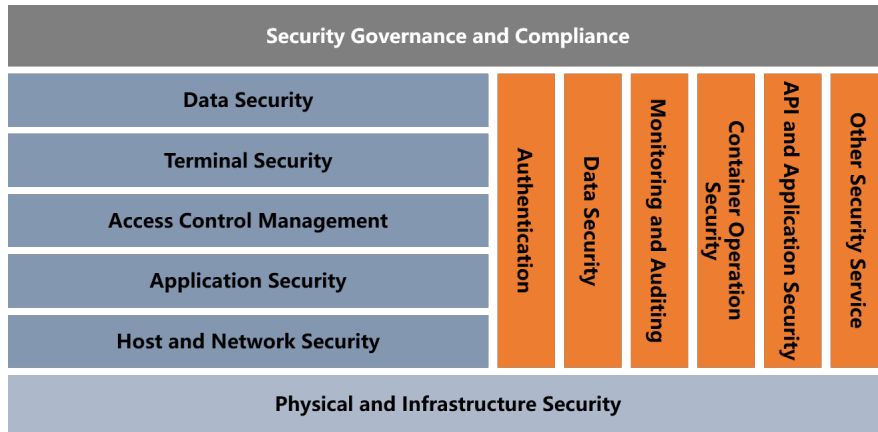 Security Governance and Compliance
Data Security
Terminal Security
Access Control Management
Application Security
Host and Network Security
Authentication
Data Security
Monitoring and Auditing
Container Operation
Security
API and Application Security
Other Security Service
Physical and Infrastructure Security